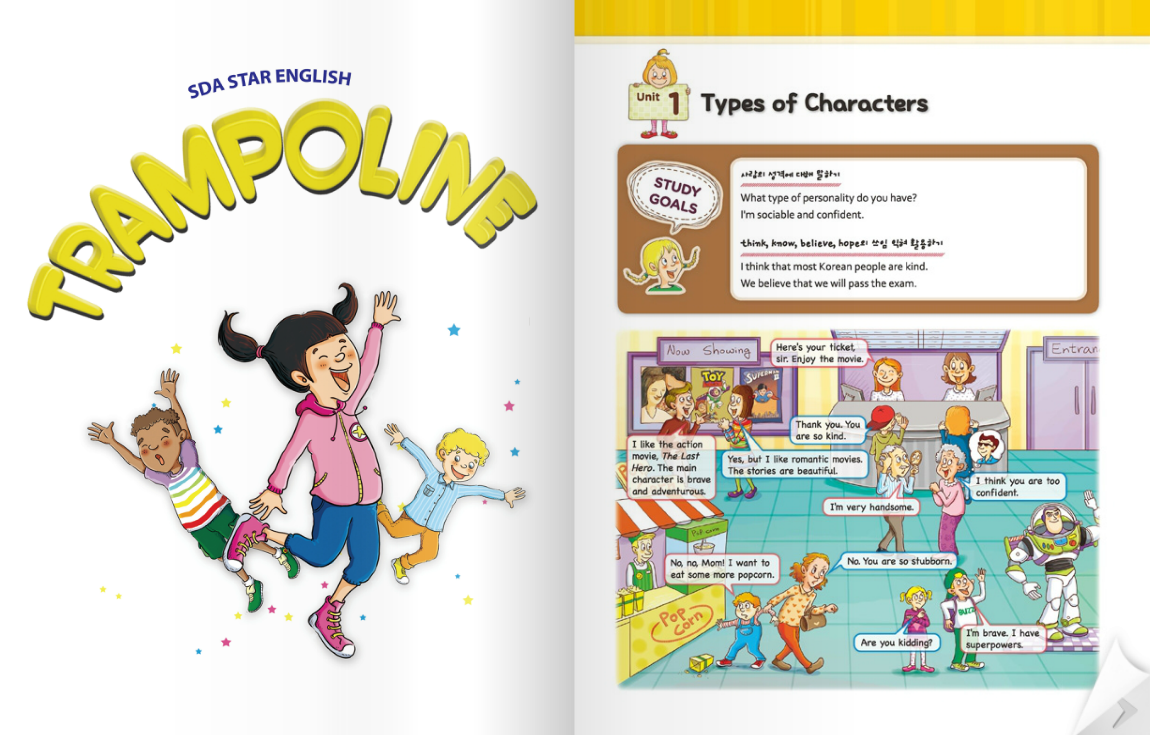 SDA STAR ENGLISH
TRAMPOLINE
Unit 1
Types of Characters
STUDY
GOALS
사람의 성격에 대해 말하기
What type of personality do you have?
I'm sociable and confident.
think, know, believe, hope의 쓰임 익혀 활용하기
I think that most Korean people are kind.
We believe that we will pass the exam.
Now Showing
Here's your ticket,
sir. Enjoy the movie.
Entran
TOY
SUPERMAN
Thank you. You
are so kind.
I like the action
movie, The Last
Hero. The main
character is brave
and adventurous.
Yes, but I like romantic movies.
The stories are beautiful.
I think you are too
confident.
I'm very handsome.
Popcorn
No, no, Mom! I want to
eat some more popcorn.
No. You are so stubborn.
Pop
Corn
BUZZ
I'm brave. I have
superpowers.
Are you kidding?